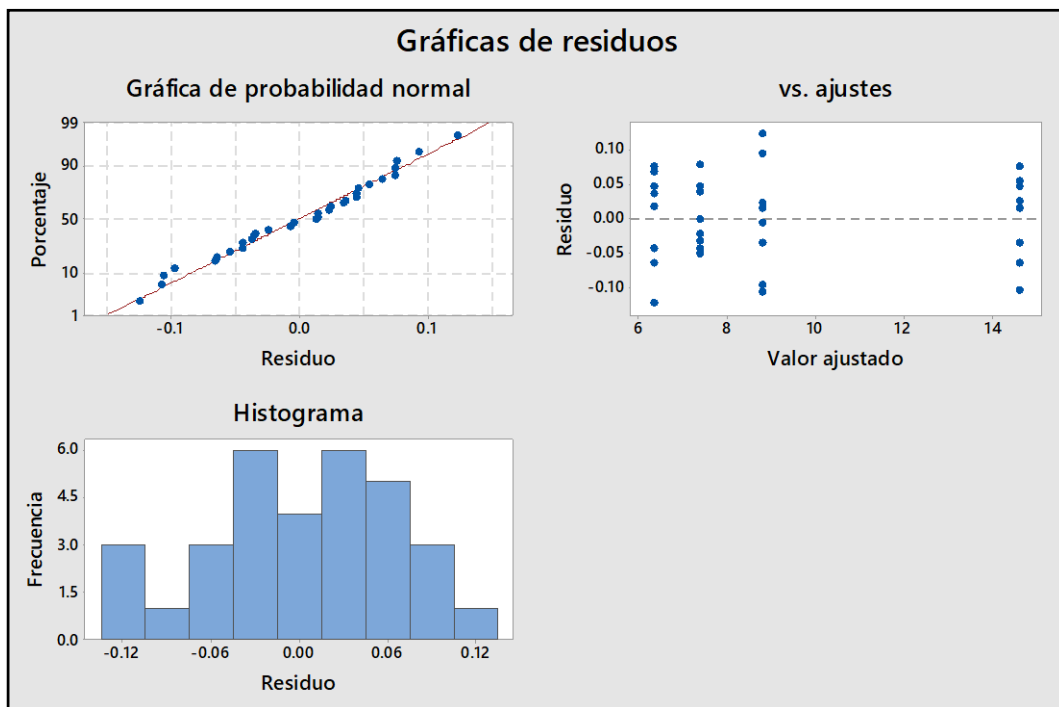 Gráficas de residuos
Gráfica de probabilidad normal
99
90
50
10
1
Porcentaje
-0.1
0.0
0.1
Residuo
vs. ajustes
0.10
0.05
0.00
-0.05
-0.10
Residuo
6
8
10
12
14
Valor ajustado
Histograma
6.0
4.5
3.0
1.5
0.0
Frecuencia
-0.12
-0.06
0.00
0.06
0.12
Residuo